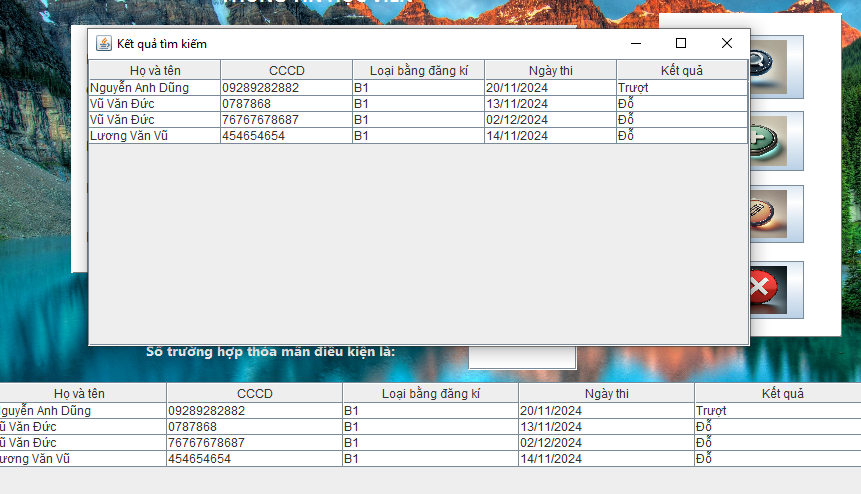 THÔNG TIN HỌC VIÊN
Kết quả tìm kiếm
Họ và tên CCCD Loại bằng đăng kí Ngày thi Kết quả
Nguyễn Anh Dũng 09289282882 B1 20/11/2024 Trượt
Vũ Văn Đức 0787868 B1 13/11/2024 Đỗ
Vũ Văn Đức 76767678687 B1 02/12/2024 Đỗ
Lương Văn Vũ 454654654 B1 14/11/2024 Đỗ
Số trường hợp thỏa mãn điều kiện là:
Họ và tên CCCD Loại bằng đăng kí Ngày thi Kết quả
guyễn Anh Dũng 09289282882 B1 20/11/2024 Trượt
ũ Văn Đức 0787868 B1 13/11/2024 Đỗ
ũ Văn Đức 76767678687 B1 02/12/2024 Đỗ
ương Văn Vũ 454654654 B1 14/11/2024 Đỗ